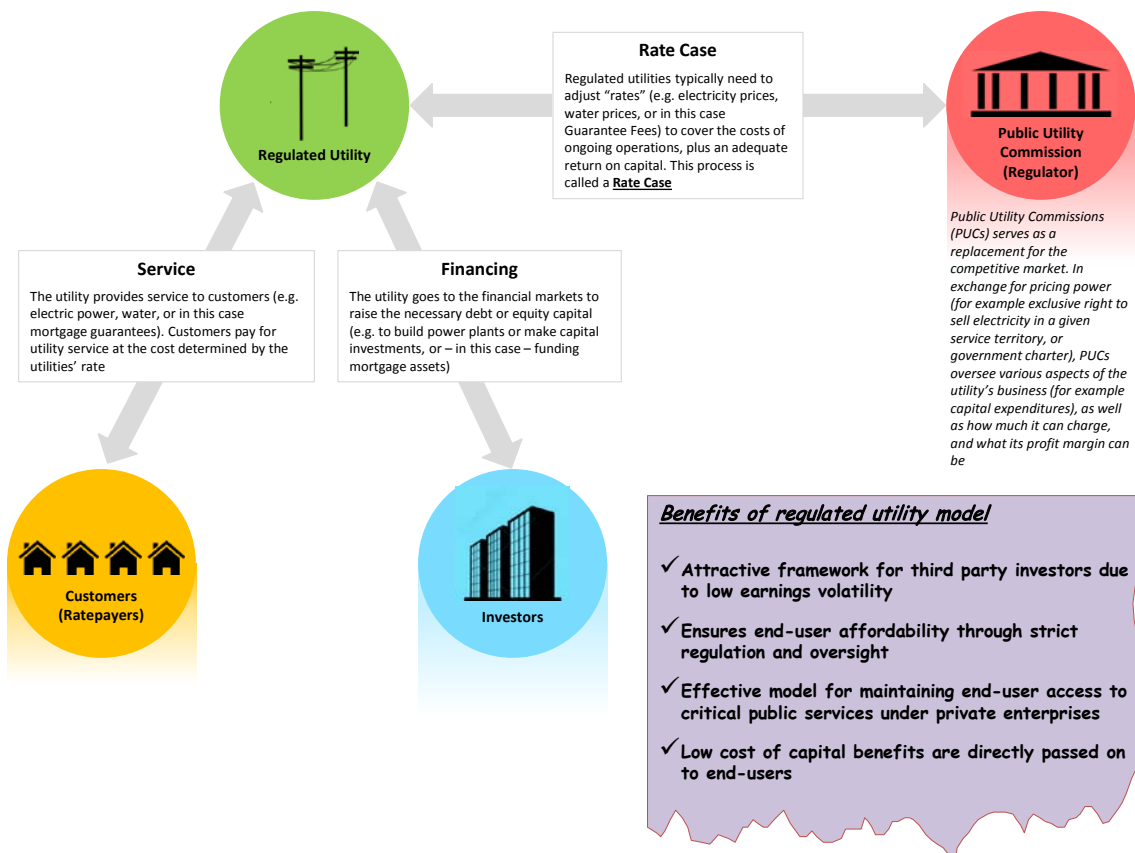 Regulated Utility
Rate Case
Regulated utilities typically need to
adjust “rates” (e.g. electricity prices,
water prices, or in this case
Guarantee Fees) to cover the costs of
ongoing operations, plus an adequate
return on capital. This process is
called a Rate Case
Public Utility
Commission
(Regulator)
Public Utility Commissions
(PUCs) serves as a
replacement for the
competitive market. In
exchange for pricing power
(for example exclusive right to
sell electricity in a given
service territory, or
government charter), PUCs
oversee various aspects of the
utility’s business (for example
capital expenditures), as well
as how much it can charge,
and what its profit margin can
be
Service
The utility provides service to customers (e.g.
electric power, water, or in this case
mortgage guarantees). Customers pay for
utility service at the cost determined by the
utilities’ rate
Financing
The utility goes to the financial markets to
raise the necessary debt or equity capital
(e.g. to build power plants or make capital
investments, or – in this case – funding
mortgage assets)
Customers
(Ratepayers)
Investors
Benefits of regulated utility model
✓ Attractive framework for third party investors due
to low earnings volatility
✓ Ensures end-user affordability through strict
regulation and oversight
✓ Effective model for maintaining end-user access to
critical public services under private enterprises
✓ Low cost of capital benefits are directly passed on
to end-users